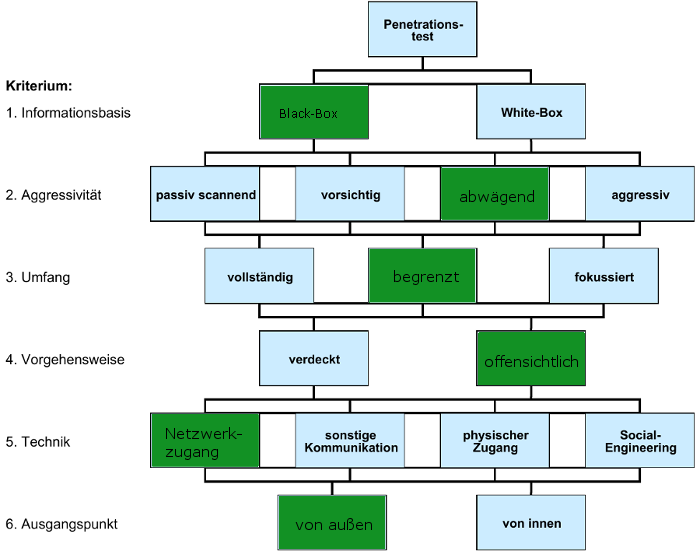 Penetrations-
test
Kriterium:
1. Informationsbasis
Black-Box
White-Box
2. Aggressivität
passiv scannend
vorsichtig
abwägend
aggressiv
3. Umfang
vollständig
begrenzt
fokussiert
4. Vorgehensweise
verdeckt
offensichtlich
5. Technik
Netzwerk-
zugang
sonstige
Kommunikation
physischer
Zugang
Social-
Engineering
6. Ausgangspunkt
von außen
von innen